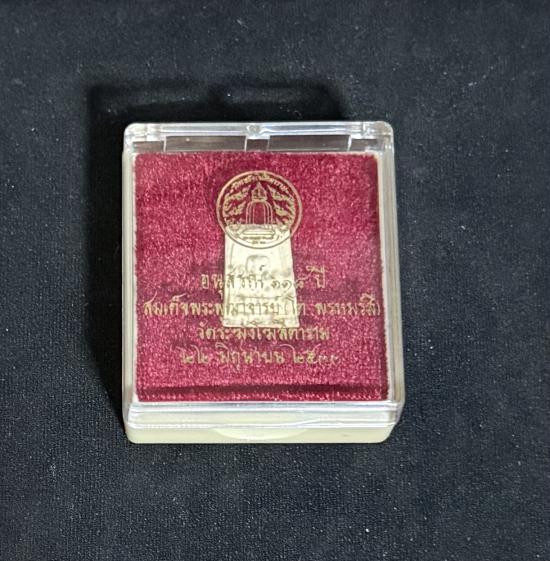 อนุสรณ์ ๑๑๘ ปี
สมเด็จพระพุฒาจารย์ (โต พรหมรังสี)
วัดระฆังโฆสิตาราม
๒๒ มิถุนายน ๒๕๓๓